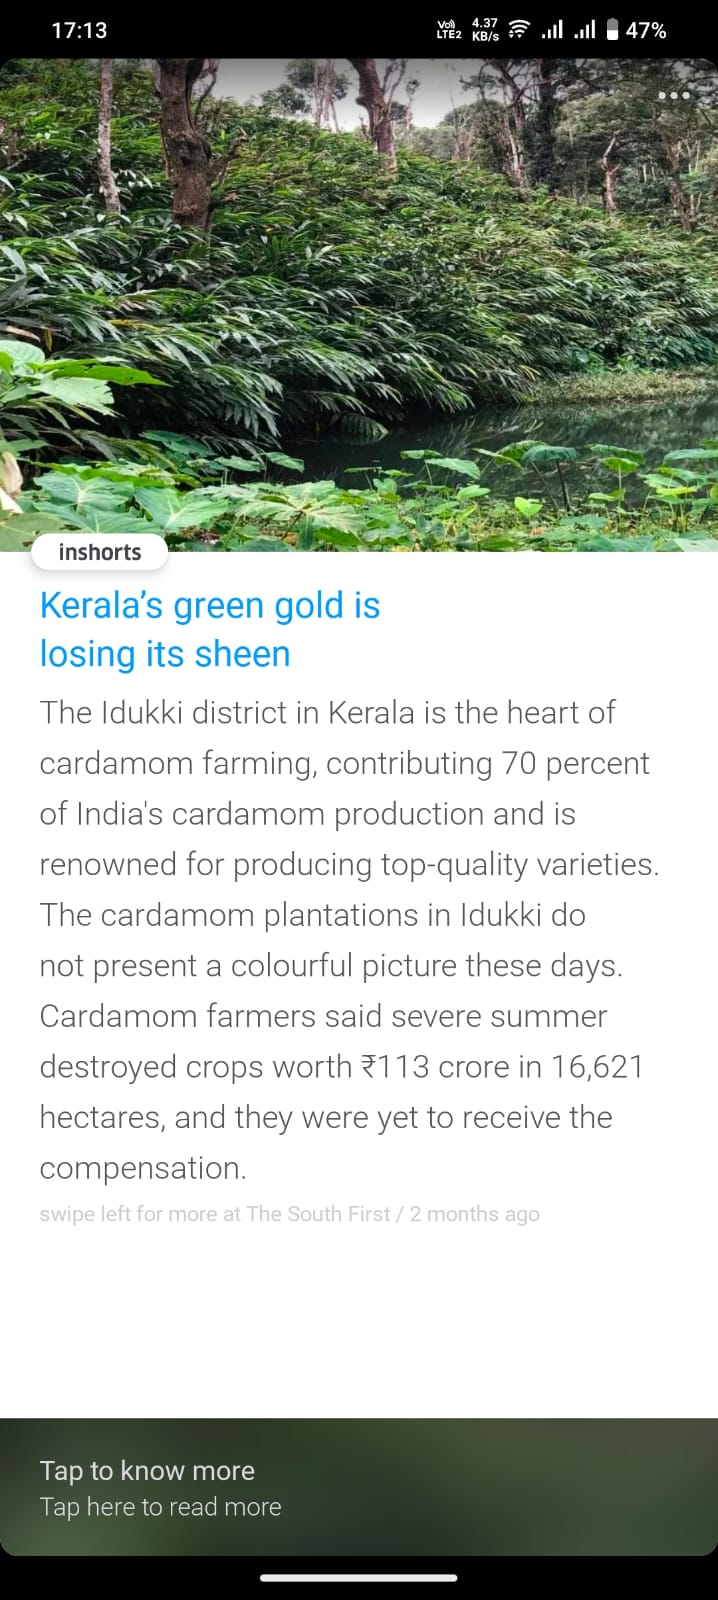 17:13
Vo))
LTE2
4.37
KB/s
47%
inshorts
Kerala’s green gold is
losing its sheen
The Idukki district in Kerala is the heart of
cardamom farming, contributing 70 percent
of India's cardamom production and is
renowned for producing top-quality varieties.
The cardamom plantations in Idukki do
not present a colourful picture these days.
Cardamom farmers said severe summer
destroyed crops worth ₹113 crore in 16,621
hectares, and they were yet to receive the
compensation.
swipe left for more at The South First / 2 months ago
Tap to know more
Tap here to read more